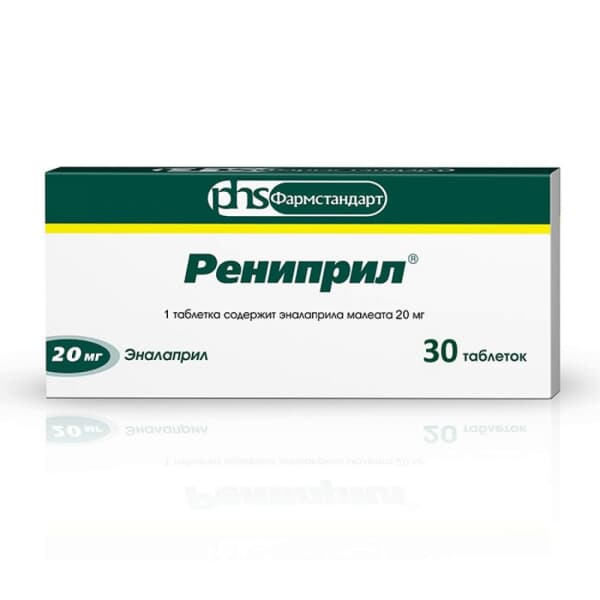 phs Фармстандарт
Рениприл®
1 таблетка содержит эналаприла малеата 20 мг
20 мг Эналаприл
30 таблеток